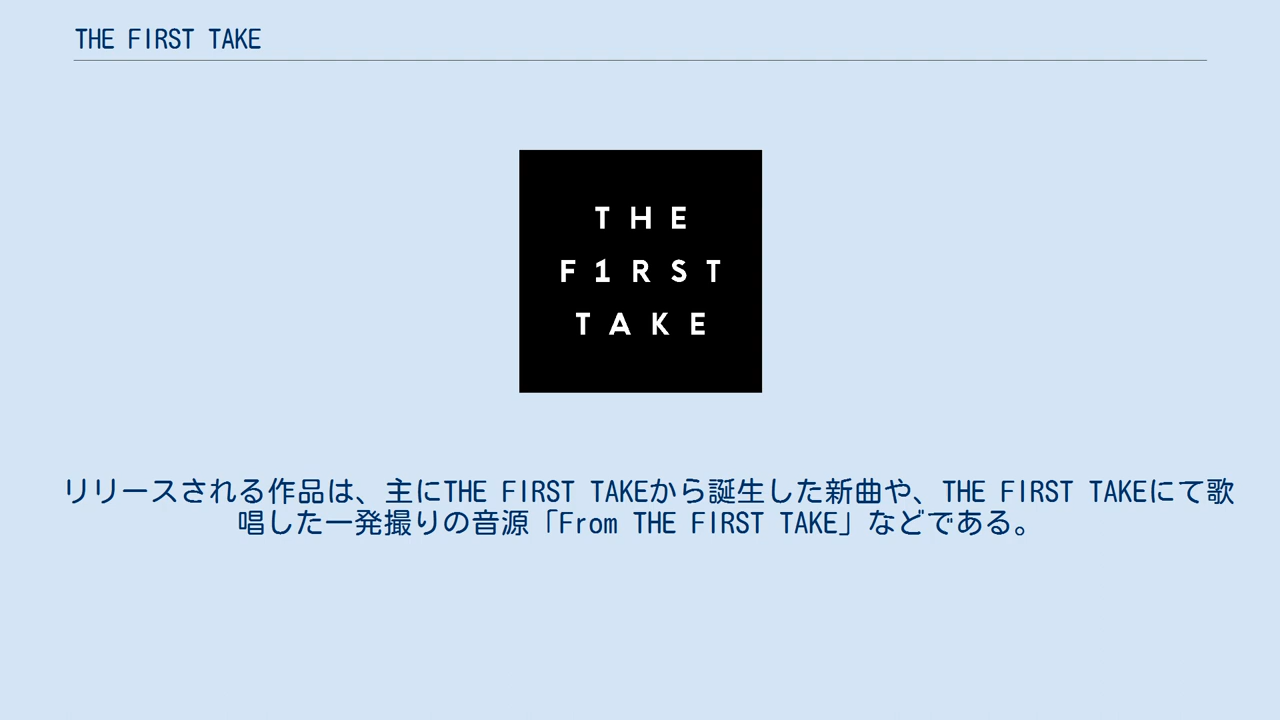 THE FIRST TAKE
THE
F1RST
TAKE
リリースされる作品は、主にTHE FIRST TAKEから誕生した新曲や、THE FIRST TAKEにて歌
唱した一発撮りの音源「From THE FIRST TAKE」などである。